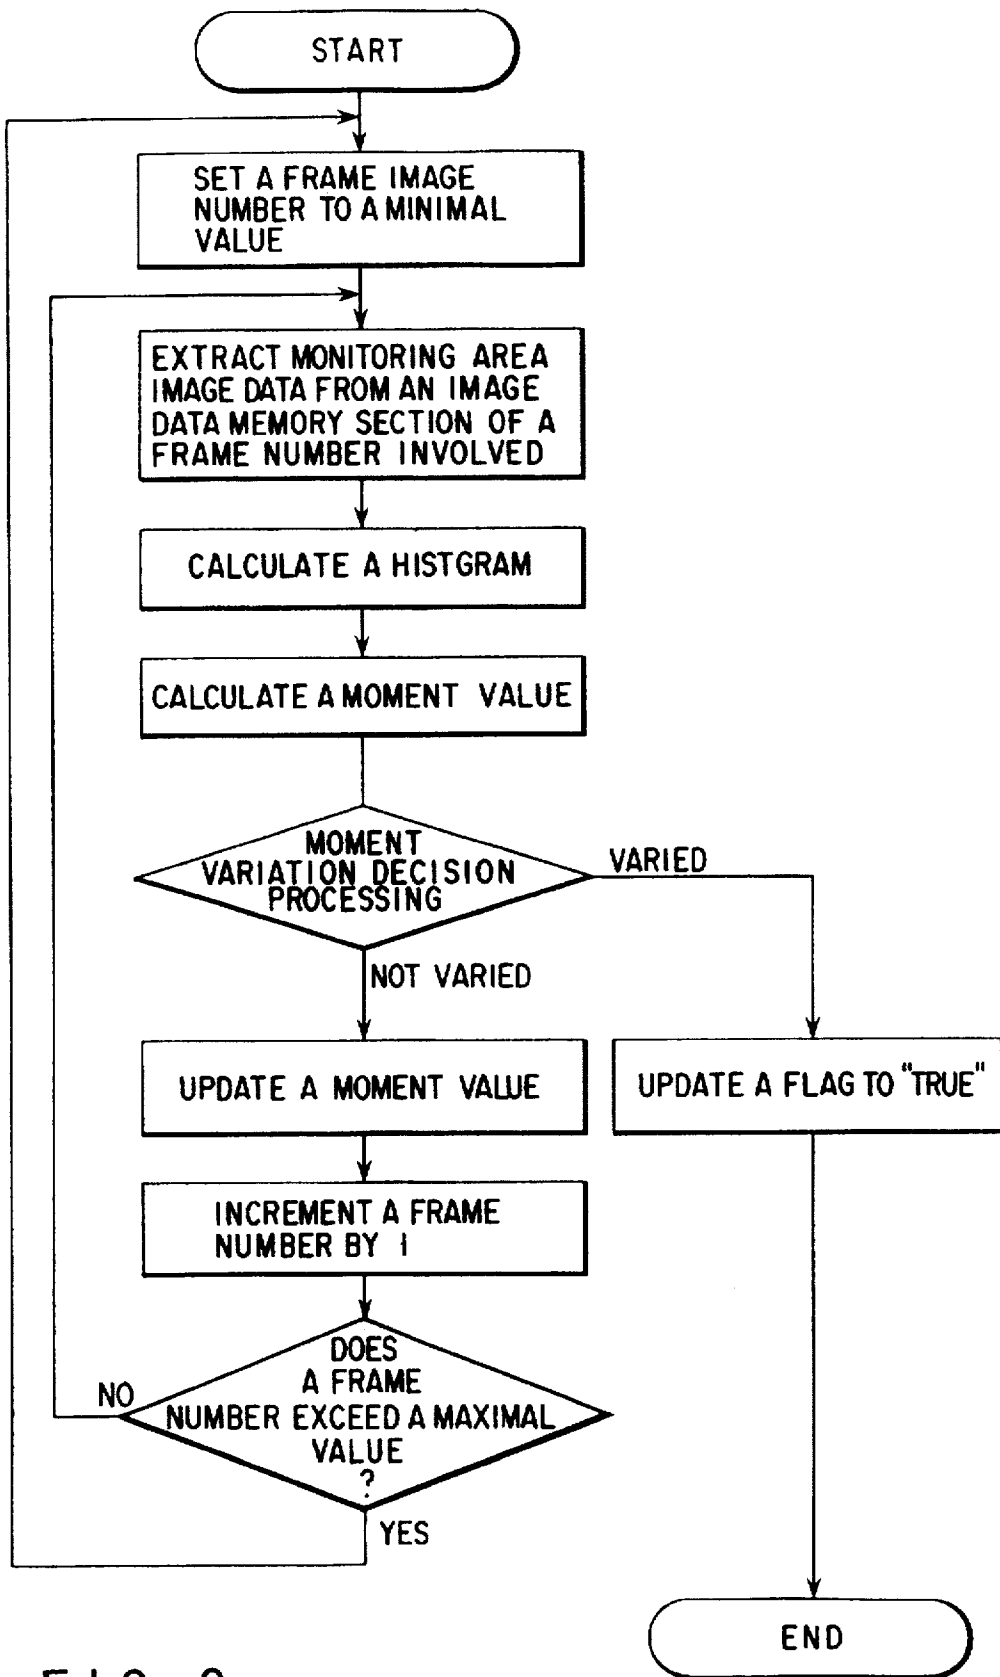 START
SET A FRAME IMAGE
NUMBER TO A MINIMAL
VALUE
EXTRACT MONITORING AREA
IMAGE DATA FROM AN IMAGE
DATA MEMORY SECTION OF A
FRAME NUMBER INVOLVED
CALCULATE A HISTGRAM
CALCULATE A MOMENT VALUE
MOMENT
VARIATION DECISION
PROCESSING
VARIED
NOT VARIED
UPDATE A MOMENT VALUE
UPDATE A FLAG TO "TRUE"
INCREMENT A FRAME
NUMBER BY 1
DOES
A FRAME
NUMBER EXCEED A MAXIMAL
VALUE
?
NO
YES
END